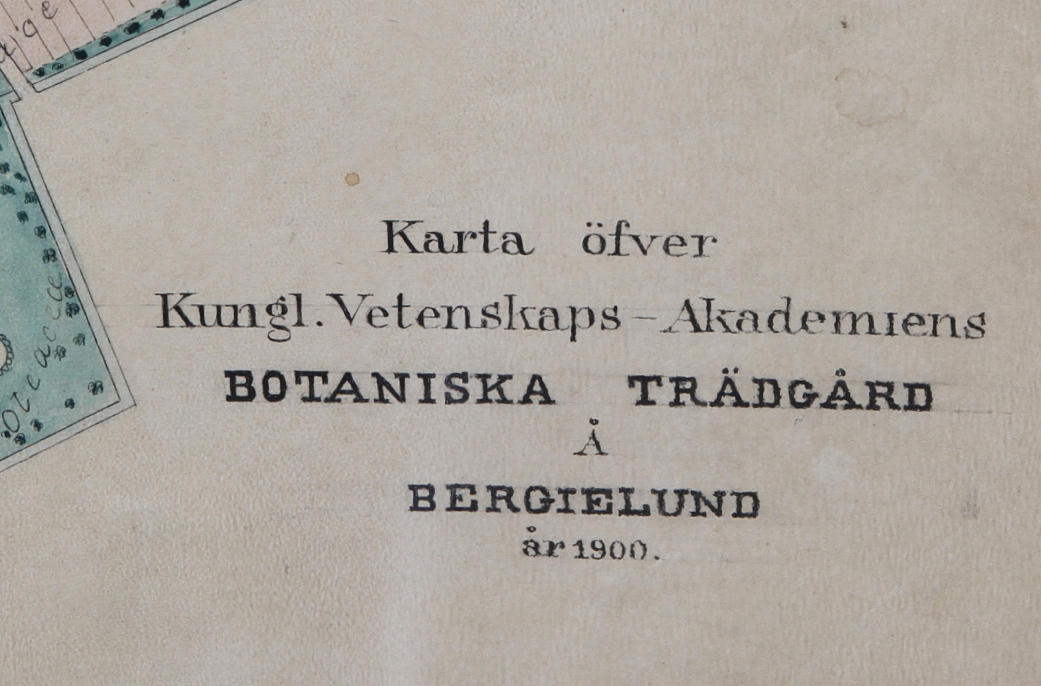 Karta öfver
Kungl. Vetenskaps-Akademiens
BOTANISKA TRÄDGÅRD
Å
BERGIELUND
år 1900.